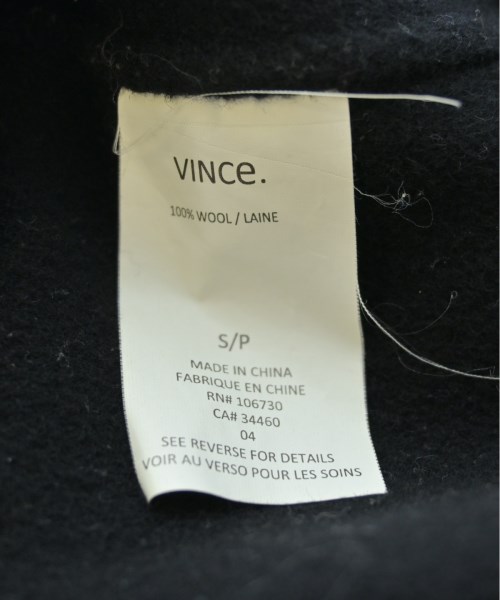 VINCe.
100% WOOL / LAINE
S/P
MADE IN CHINA
FABRIQUE EN CHINE
RN# 106730
CA# 34460
04
SEE REVERSE FOR DETAILS
VOIR AU VERSO POUR LES SOINS